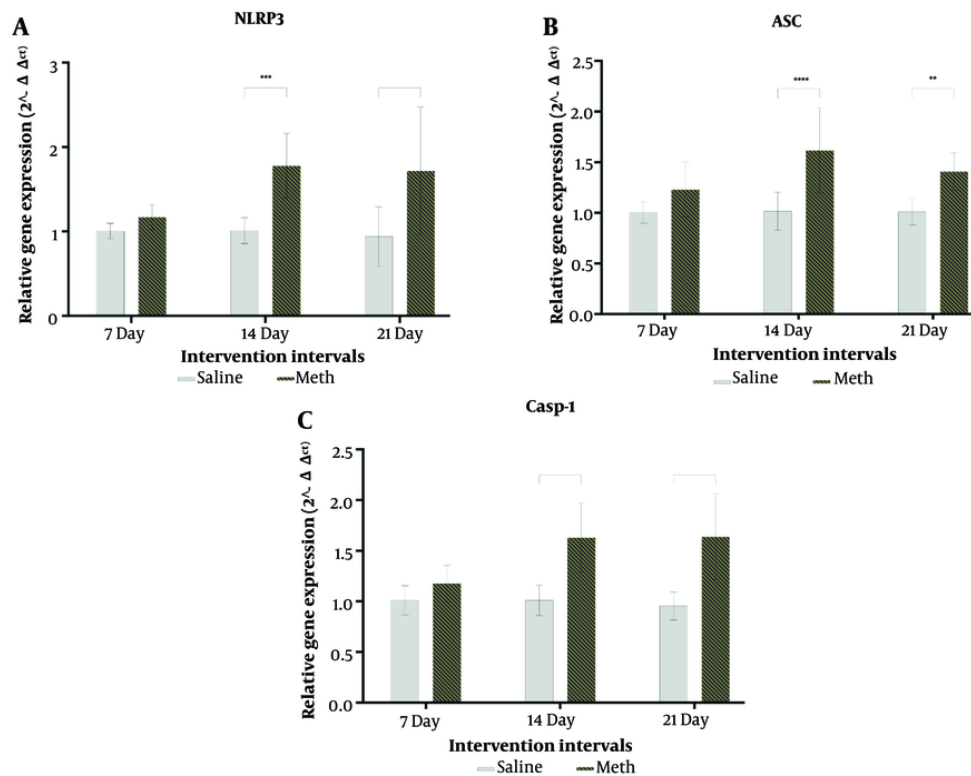 A
NLRP3
Relative gene expression (2^- Δ Δct)
3
2
1
0
***
7 Day
14 Day
21 Day
Intervention intervals
Saline
Meth
B
ASC
Relative gene expression (2^- Δ Δct)
2.5
2.0
1.5
1.0
0.5
0.0
****
**
7 Day
14 Day
21 Day
Intervention intervals
Saline
Meth
C
Casp-1
Relative gene expression (2^- Δ Δct)
2.5
2.0
1.5
1.0
0.5
0.0
7 Day
14 Day
21 Day
Intervention intervals
Saline
Meth